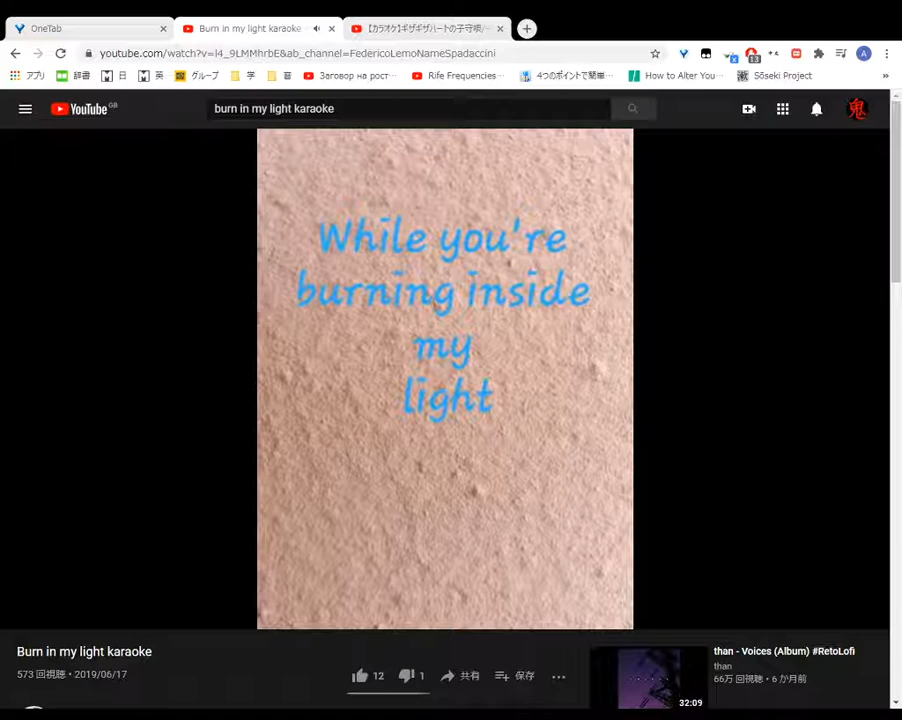 OneTab
Burn in my light karaoke
【カラオケ】ギザギザハートの子守唄/
youtube.com/watch?v=l4_9LMMhrbE&ab_channel=FedericoLemoNameSpadaccini
13
A
アプリ
辞書
日
英
グループ
学
音
Заговор на рост…
Rife Frequencies…
4つのポイントで簡単…
How to Alter You…
Sōseki Project
YouTube GB
burn in my light karaoke
鬼
While you're
burning inside
my
light
Burn in my light karaoke
573 回視聴・2019/06/17
12
1
共有
保存
than - Voices (Album) #RetoLofi
than
66万 回視聴・6 か月前
32:09